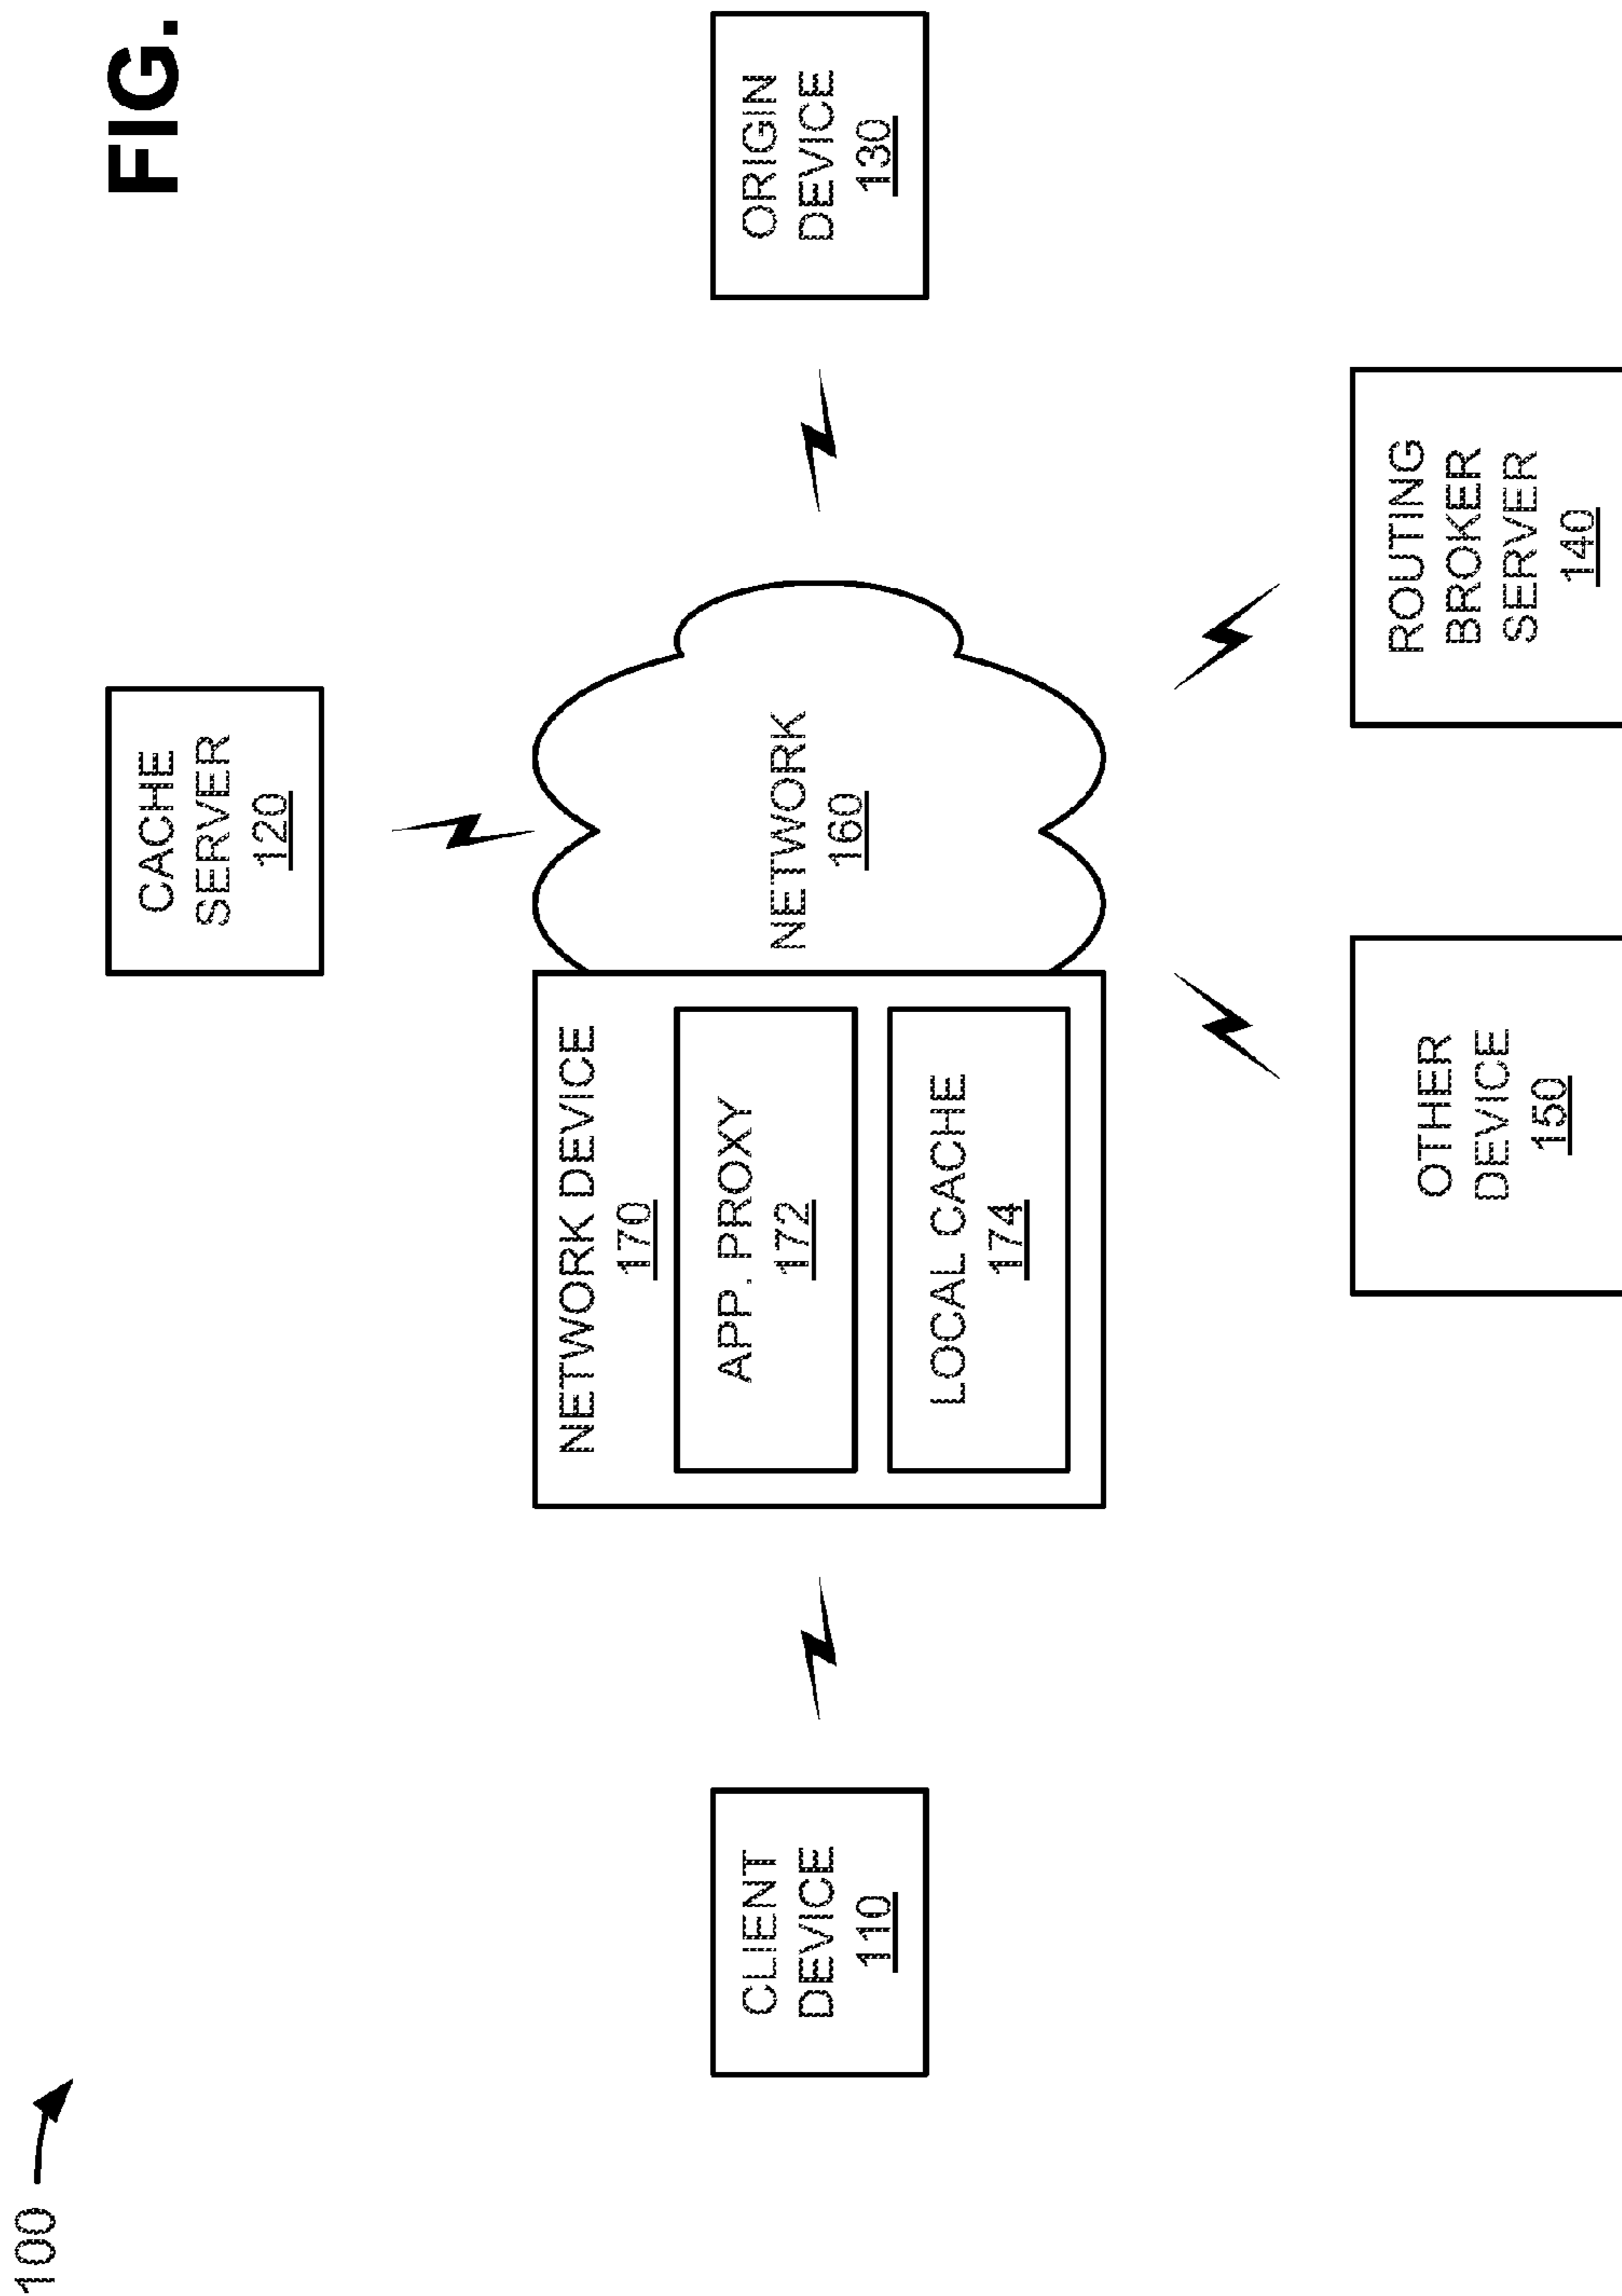 FIG.
100
CACHE
SERVER
120
CLIENT
DEVICE
110
NETWORK DEVICE
170
APP. PROXY
172
LOCAL CACHE
174
NETWORK
160
ORIGIN
DEVICE
130
OTHER
DEVICE
150
ROUTING
BROKER
SERVER
140